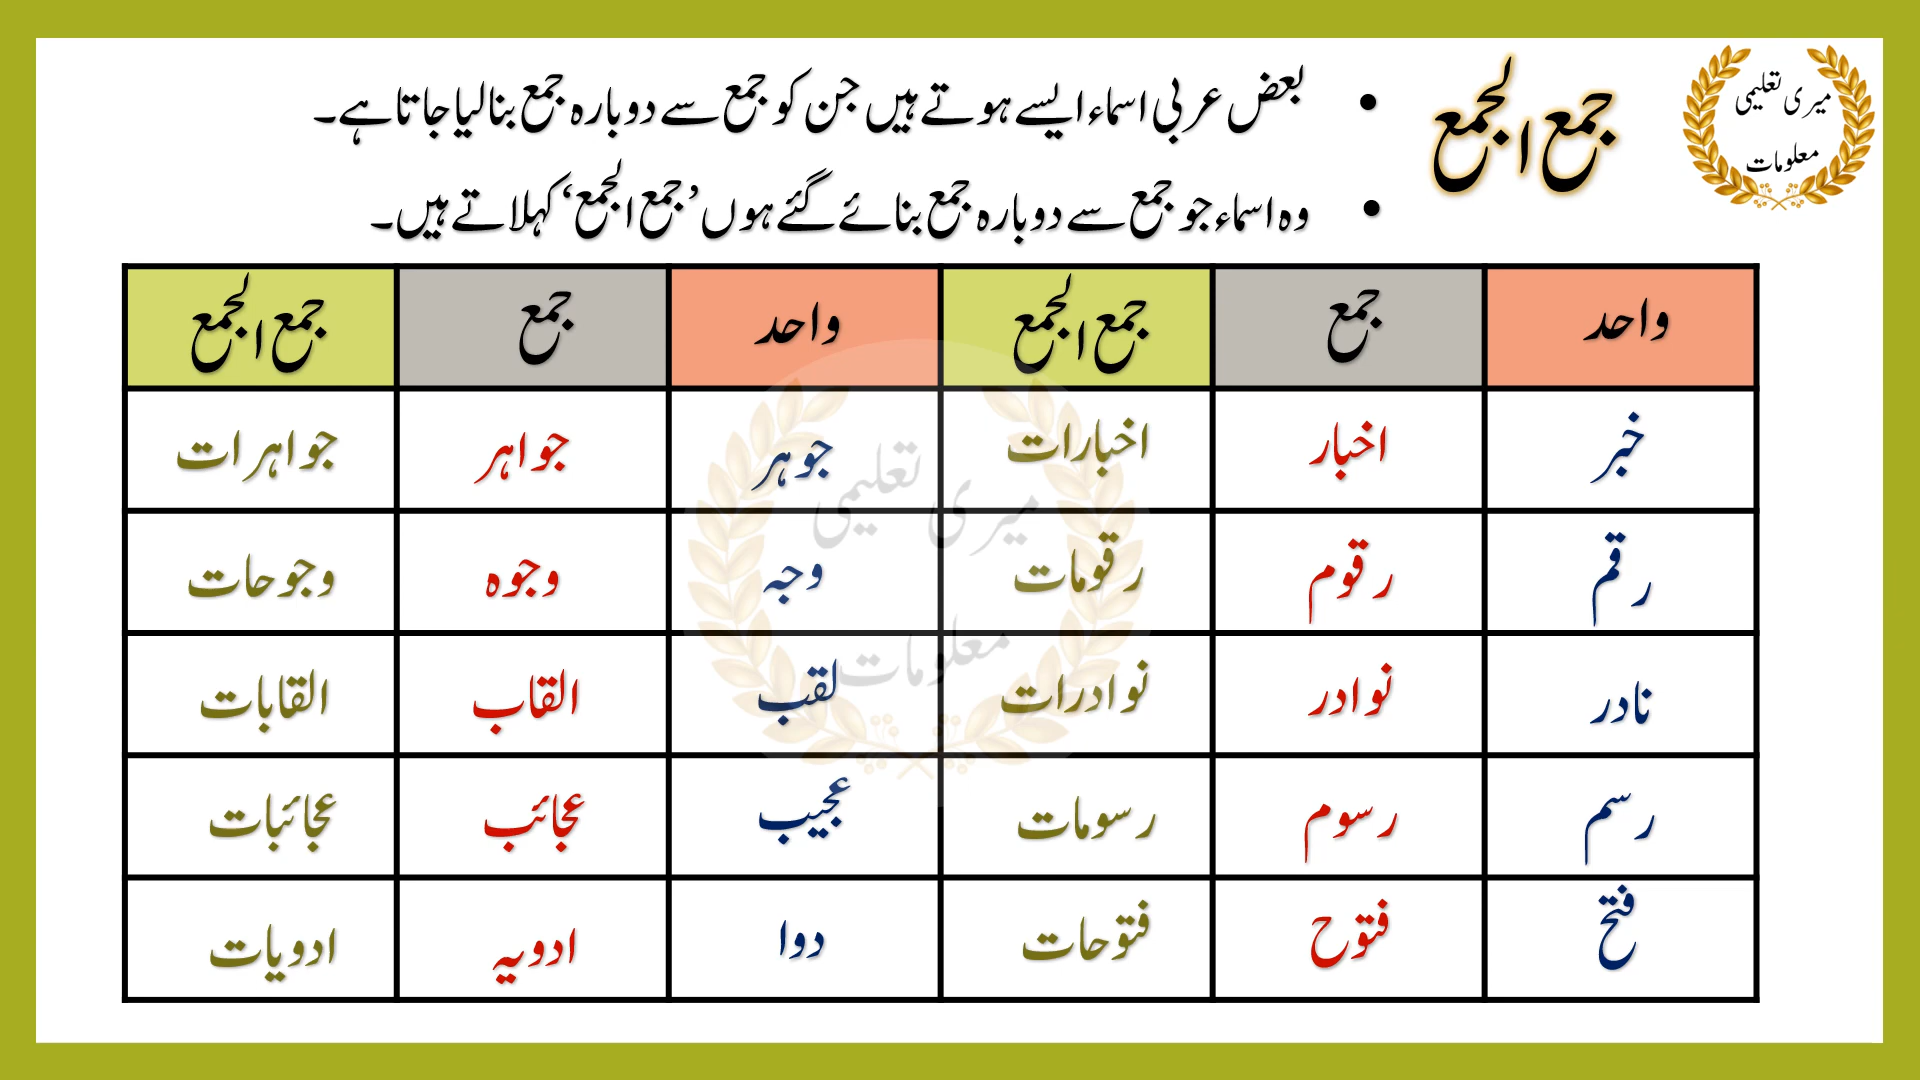 میری تعلیمی
معلومات
جمع الجمع
• بعض عربی اسماء ایسے ہوتے ہیں جن کو جمع سے دوبارہ جمع بنالیا جاتا ہے۔
• وہ اسماء جو جمع سے دوبارہ جمع بنائے گئے ہوں ’جمع الجمع‘ کہلاتے ہیں۔
واحد جمع جمع الجمع واحد جمع جمع الجمع
خبر اخبار اخبارات جوہر جواہر جواہرات
رقم رقوم رقومات وجہ وجوہ وجوحات
نادر نوادر نوادرات لقب القاب القابات
رسم رسوم رسومات عجیب عجائب عجائبات
فتح فتوح فتوحات دوا ادویہ ادویات
میری تعلیمی
معلومات